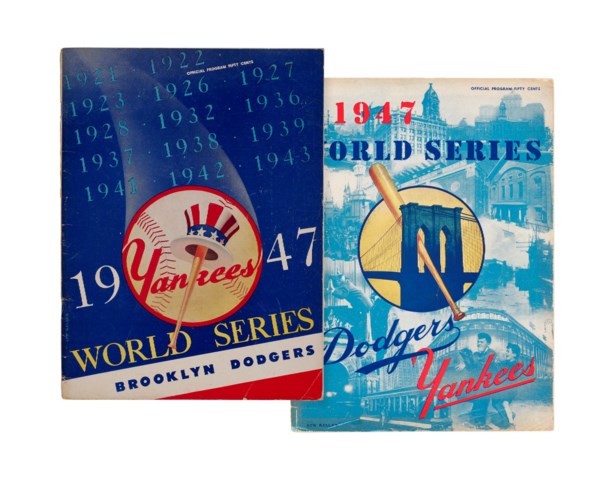 1922
OFFICIAL PROGRAM FIFTY CENTS
1921 1926 1927
1923 1932 1936
1928 1938 1939
1937 1943
1941 1942
Yankees
19 47
WORLD SERIES
BROOKLYN DODGERS
OFFICIAL PROGRAM FIFTY CENTS
1947
ORLD SERIES
Dodgers
Yankees